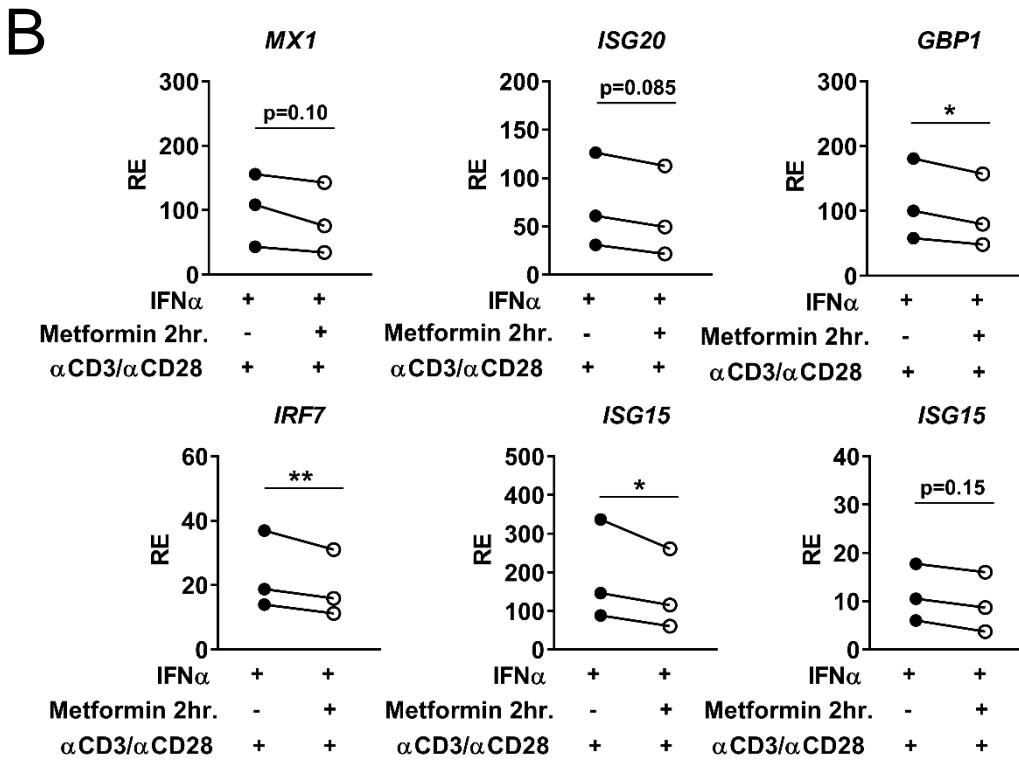 B
MX1
ISG20
GBP1
300
200
100
0
RE
p=0.10
200
150
100
50
0
RE
p=0.085
300
200
100
0
RE
*
IFNα + +
Metformin 2hr. - +
αCD3/αCD28 + +
IFNα + +
Metformin 2hr. - +
αCD3/αCD28 + +
IFNα + +
Metformin 2hr. - +
αCD3/αCD28 + +
IRF7
ISG15
ISG15
60
40
20
0
RE
**
500
400
300
200
100
0
RE
*
40
30
20
10
0
RE
p=0.15
IFNα + +
Metformin 2hr. - +
αCD3/αCD28 + +
IFNα + +
Metformin 2hr. - +
αCD3/αCD28 + +
IFNα + +
Metformin 2hr. - +
αCD3/αCD28 + +